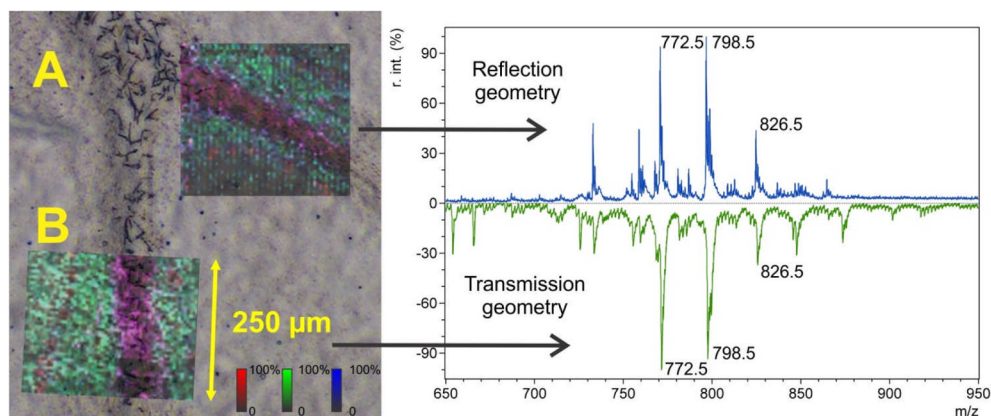 A
B
250 µm
100%
100%
100%
0
0
0
r. int. (%)
90
60
30
0
-30
-60
-90
Reflection
geometry
772.5
798.5
826.5
Transmission
geometry
772.5
798.5
826.5
650
700
750
800
850
900
950
m/z